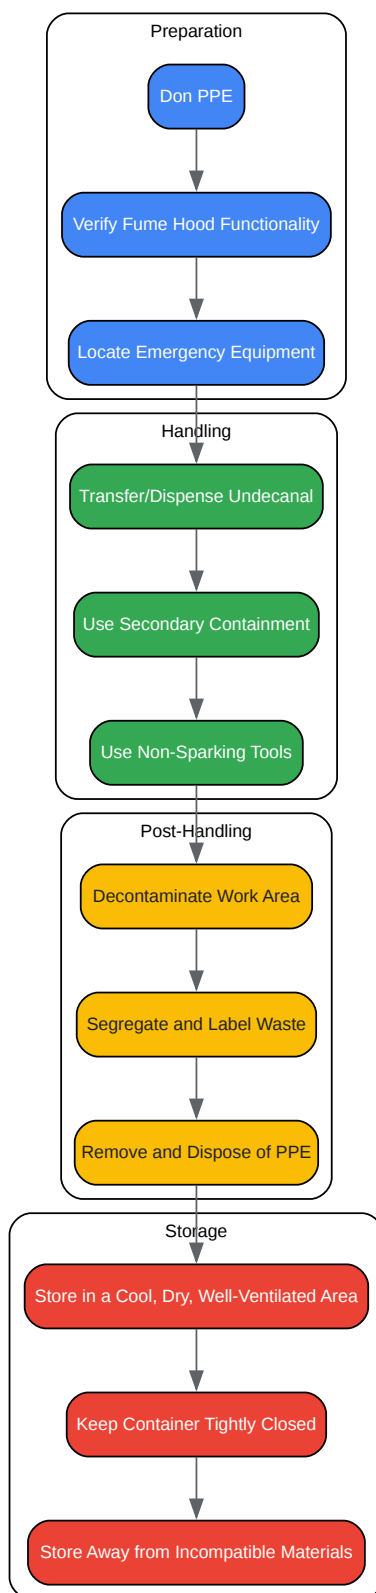 Preparation
Don PPE
Verify Fume Hood Functionality
Locate Emergency Equipment
Handling
Transfer/Dispense Undecanal
Use Secondary Containment
Use Non-Sparking Tools
Post-Handling
Decontaminate Work Area
Segregate and Label Waste
Remove and Dispose of PPE
Storage
Store in a Cool, Dry, Well-Ventilated Area
Keep Container Tightly Closed
Store Away from Incompatible Materials